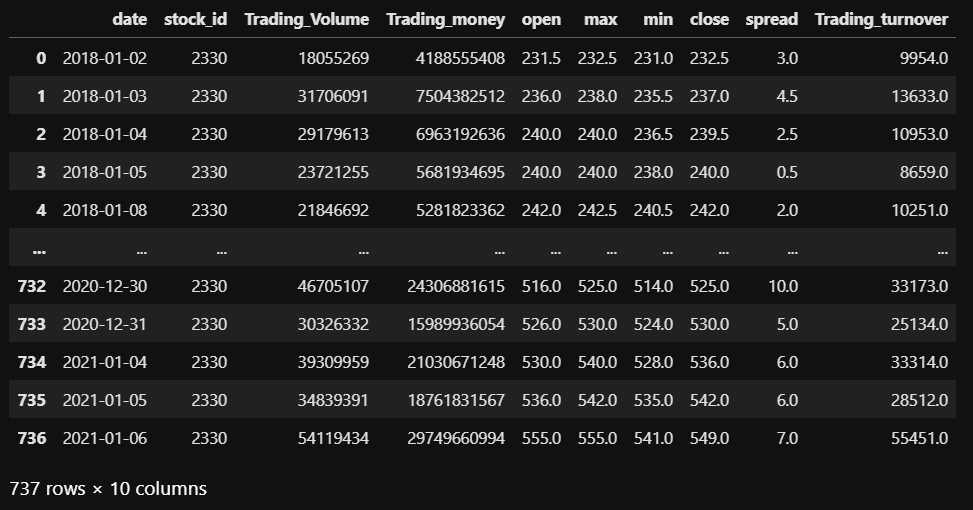 date stock_id Trading_Volume Trading_money open max min close spread Trading_turnover
0 2018-01-02 2330 18055269 4188555408 231.5 232.5 231.0 232.5 3.0 9954.0
1 2018-01-03 2330 31706091 7504382512 236.0 238.0 235.5 237.0 4.5 13633.0
2 2018-01-04 2330 29179613 6963192636 240.0 240.0 236.5 239.5 2.5 10953.0
3 2018-01-05 2330 23721255 5681934695 240.0 240.0 238.0 240.0 0.5 8659.0
4 2018-01-08 2330 21846692 5281823362 242.0 242.5 240.5 242.0 2.0 10251.0
... ... ... ... ... ... ... ... ... ... ...
732 2020-12-30 2330 46705107 24306881615 516.0 525.0 514.0 525.0 10.0 33173.0
733 2020-12-31 2330 30326332 15989936054 526.0 530.0 524.0 530.0 5.0 25134.0
734 2021-01-04 2330 39309959 21030671248 530.0 540.0 528.0 536.0 6.0 33314.0
735 2021-01-05 2330 34839391 18761831567 536.0 542.0 535.0 542.0 6.0 28512.0
736 2021-01-06 2330 54119434 29749660994 555.0 555.0 541.0 549.0 7.0 55451.0
737 rows × 10 columns